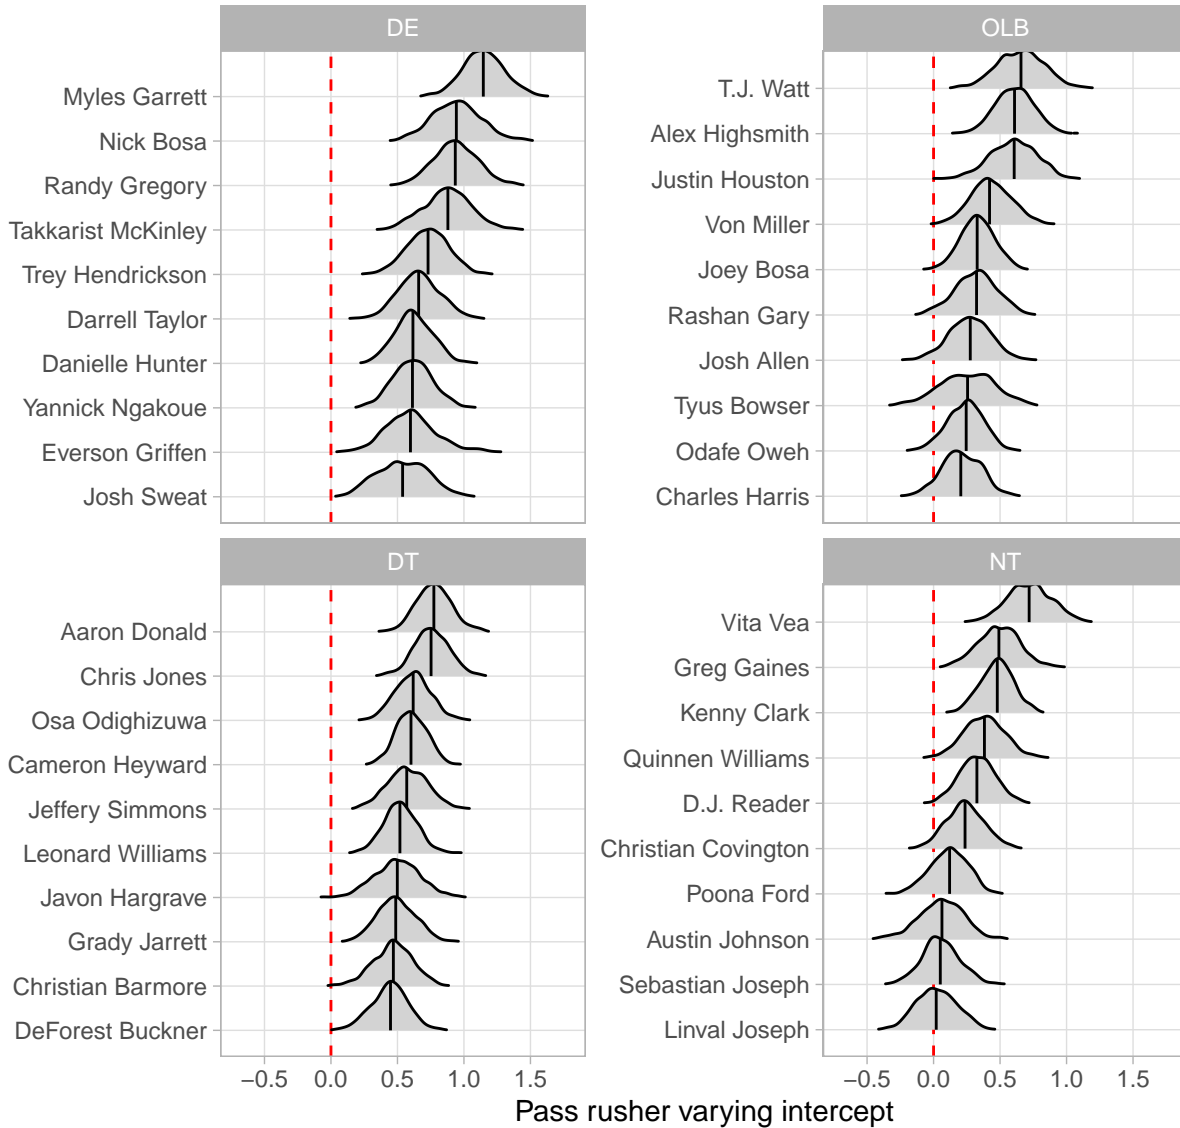 DE
Myles Garrett
Nick Bosa
Randy Gregory
Takkarist McKinley
Trey Hendrickson
Darrell Taylor
Danielle Hunter
Yannick Ngakoue
Everson Griffen
Josh Sweat
OLB
T.J. Watt
Alex Highsmith
Justin Houston
Von Miller
Joey Bosa
Rashan Gary
Josh Allen
Tyus Bowser
Odafe Oweh
Charles Harris
DT
Aaron Donald
Chris Jones
Osa Odighizuwa
Cameron Heyward
Jeffery Simmons
Leonard Williams
Javon Hargrave
Grady Jarrett
Christian Barmore
DeForest Buckner
−0.5 0.0 0.5 1.0 1.5
NT
Vita Vea
Greg Gaines
Kenny Clark
Quinnen Williams
D.J. Reader
Christian Covington
Poona Ford
Austin Johnson
Sebastian Joseph
Linval Joseph
−0.5 0.0 0.5 1.0 1.5
Pass rusher varying intercept